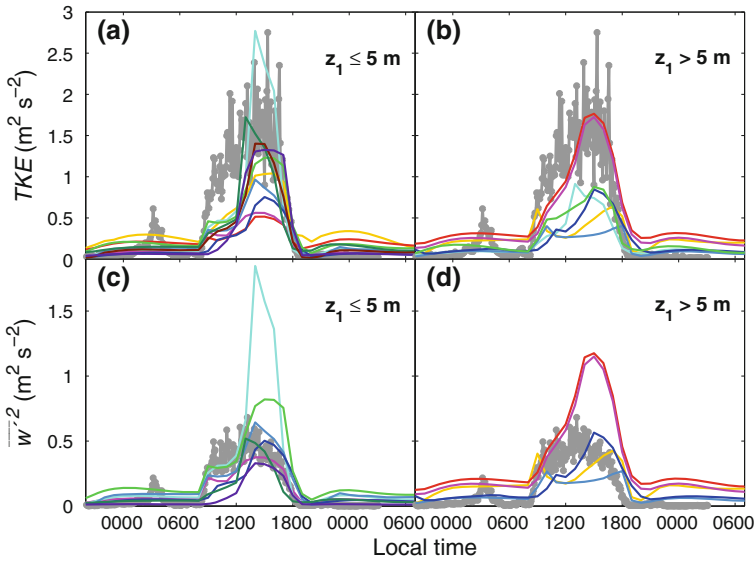 (a)
z1 ≤ 5 m
(b)
z1 > 5 m
3
2.5
2
1.5
1
0.5
0
TKE (m² s⁻²)
(c)
z1 ≤ 5 m
(d)
z1 > 5 m
1.5
1
0.5
0
w′² (m² s⁻²)
0000 0600 1200 1800 0000 0600
0000 0600 1200 1800 0000 0600
Local time